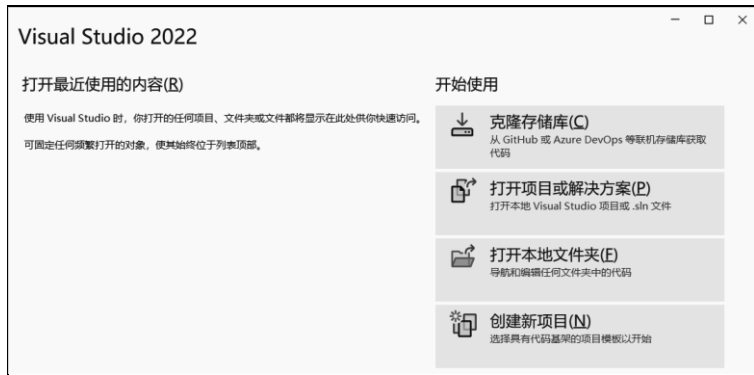 Visual Studio 2022
打开最近使用的内容(R)
使用 Visual Studio 时，你打开的任何项目、文件夹或文件都将显示在此处供你快速访问。
可固定任何频繁打开的对象，使其始终位于列表顶部。
开始使用
克隆存储库(C)
从 GitHub 或 Azure DevOps 等联机存储库获取
代码
打开项目或解决方案(P)
打开本地 Visual Studio 项目或 .sln 文件
打开本地文件夹(F)
导航和编辑任何文件夹中的代码
创建新项目(N)
选择具有代码基架的项目模板以开始